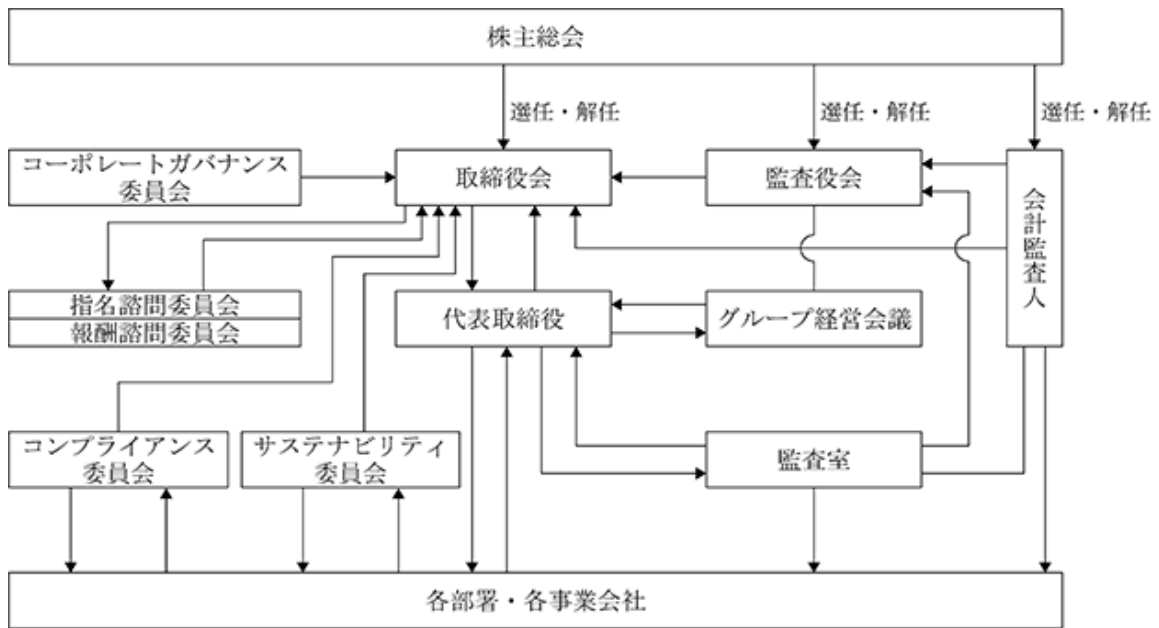 株主総会
選任・解任
選任・解任
選任・解任
コーポレートガバナンス
委員会
取締役会
監査役会
会計監査人
指名諮問委員会
報酬諮問委員会
代表取締役
グループ経営会議
コンプライアンス
委員会
サステナビリティ
委員会
監査室
各部署・各事業会社